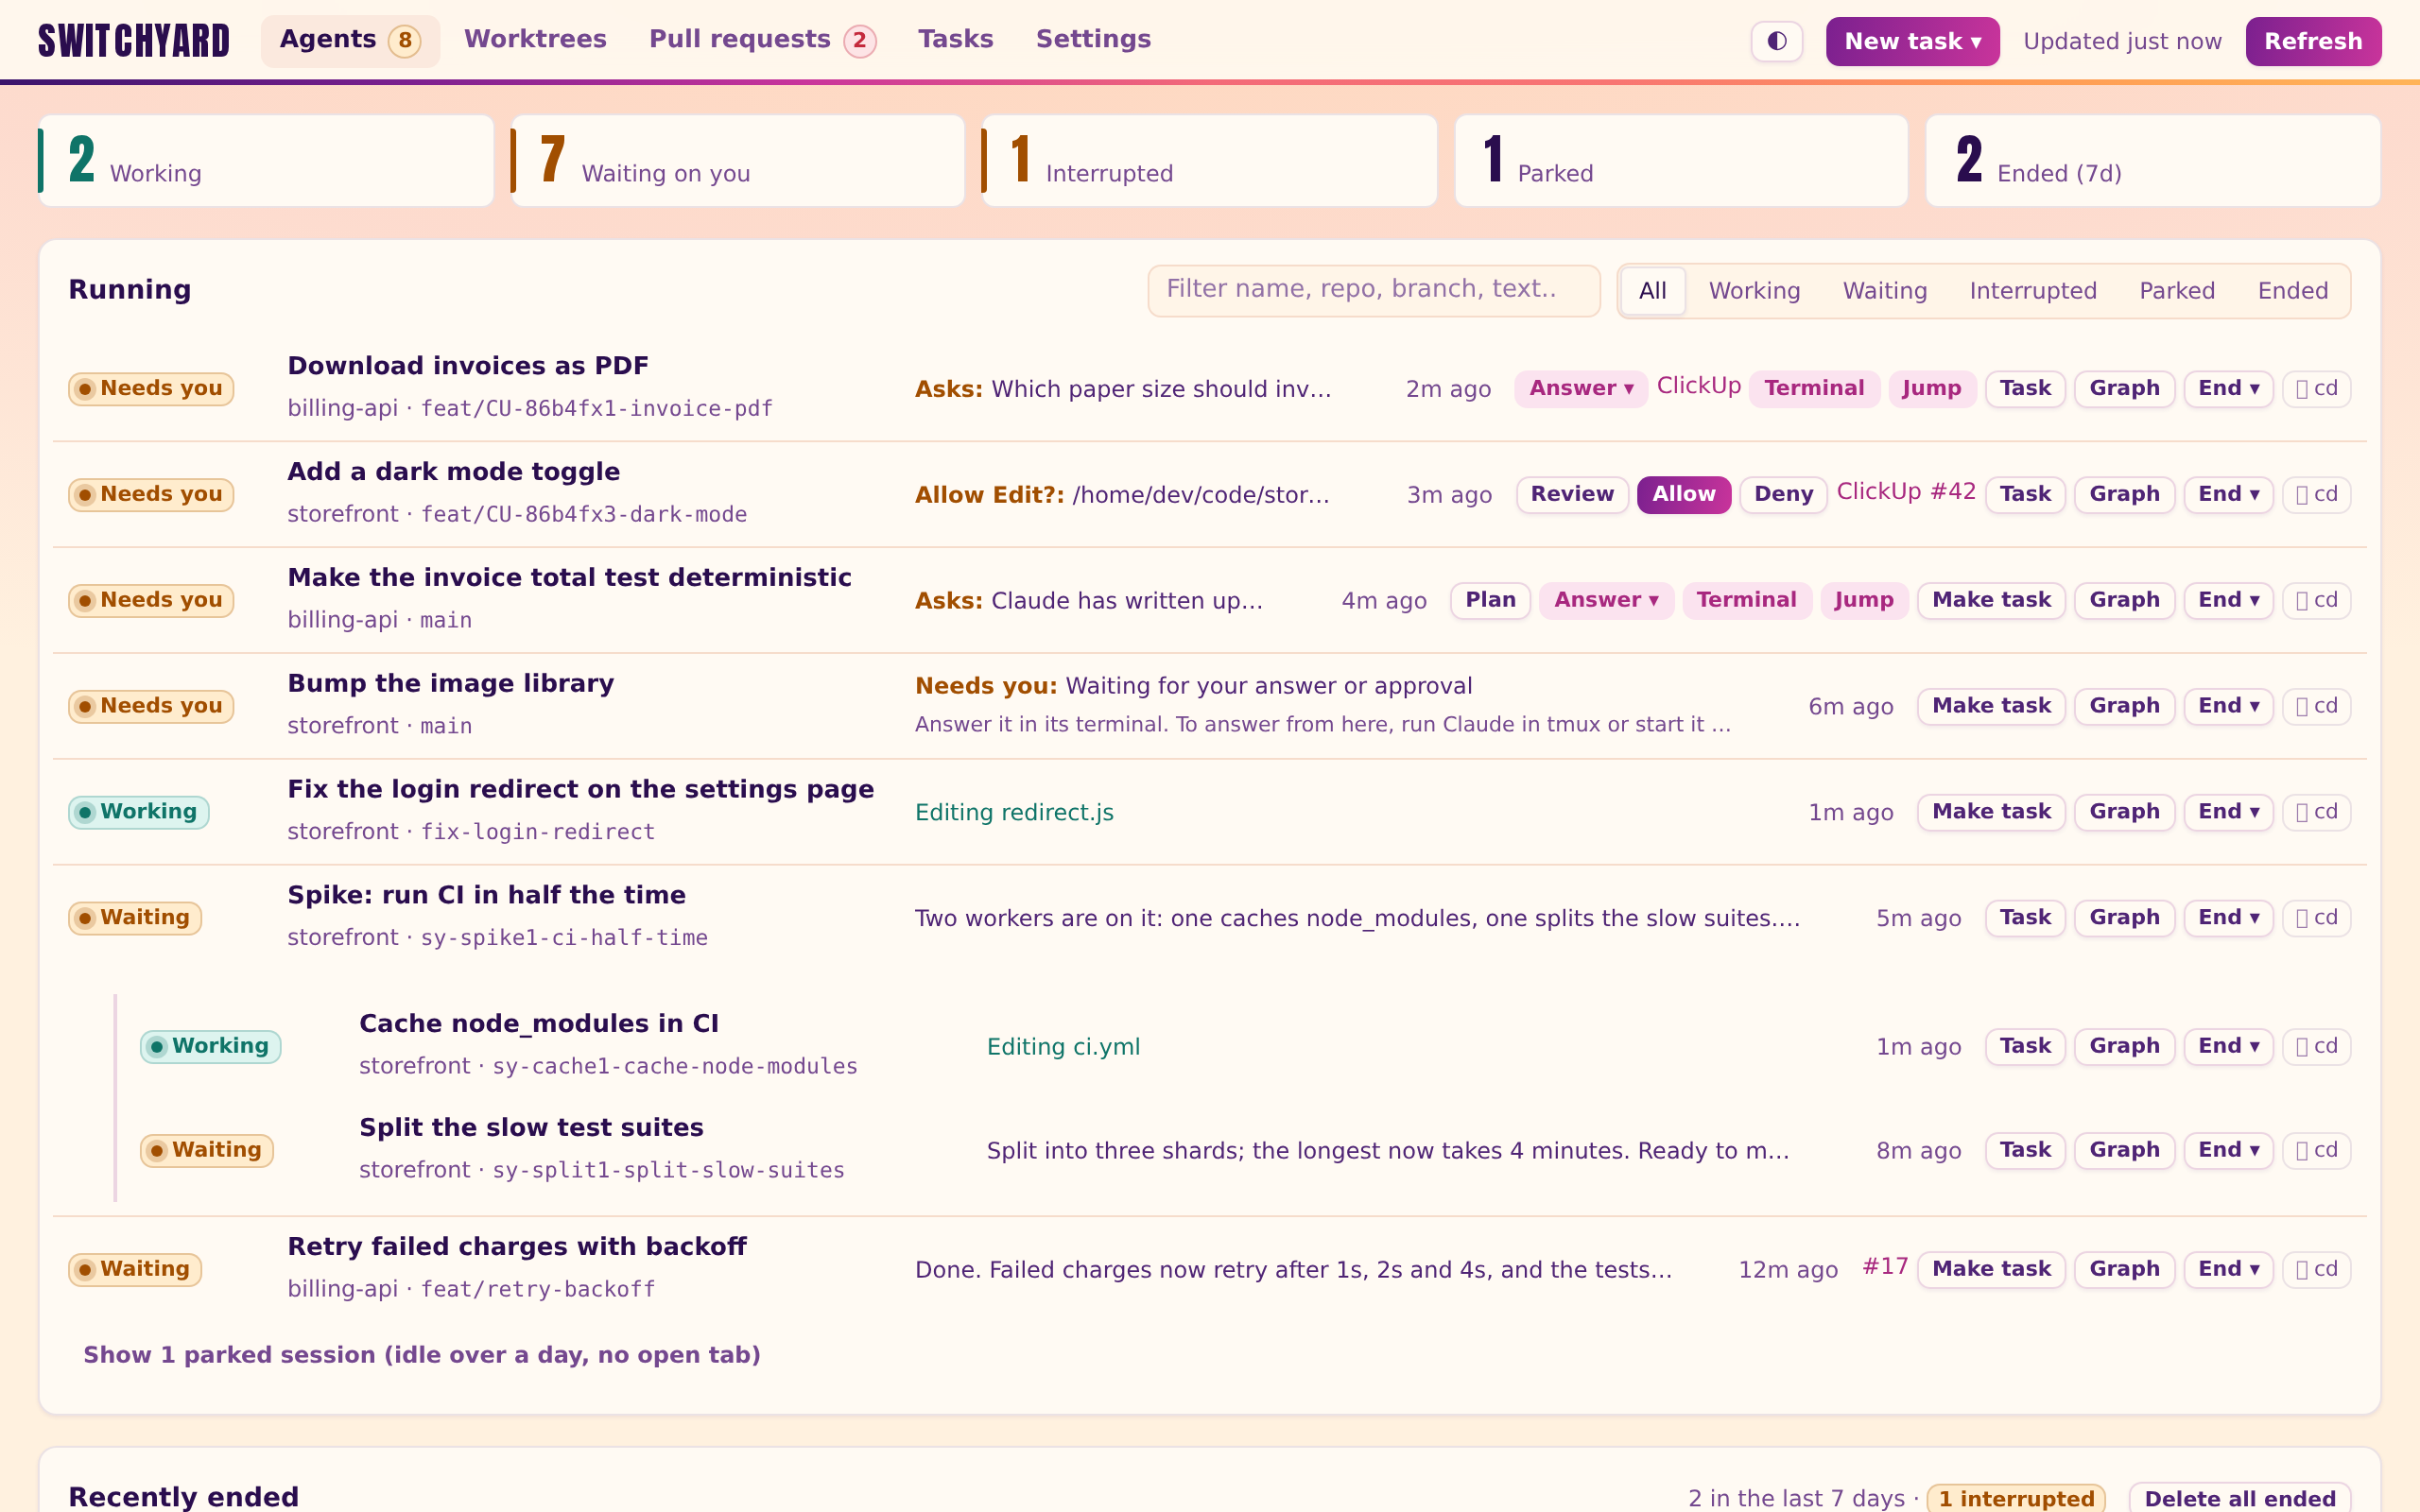 SWITCHYARD Agents 8 Worktrees Pull requests 2 Tasks Settings ◐ New task ▾ Updated just now Refresh
2 Working 7 Waiting on you 1 Interrupted 1 Parked 2 Ended (7d)
Running Filter name, repo, branch, text.. All Working Waiting Interrupted Parked Ended
Needs you Download invoices as PDF Asks: Which paper size should inv... 2m ago Answer ▾ ClickUp Terminal Jump Task Graph End ▾ cd
billing-api · feat/CU-86b4fx1-invoice-pdf
Needs you Add a dark mode toggle Allow Edit?: /home/dev/code/stor... 3m ago Review Allow Deny ClickUp #42 Task Graph End ▾ cd
storefront · feat/CU-86b4fx3-dark-mode
Needs you Make the invoice total test deterministic Asks: Claude has written up... 4m ago Plan Answer ▾ Terminal Jump Make task Graph End ▾ cd
billing-api · main
Needs you Bump the image library Needs you: Waiting for your answer or approval 6m ago Make task Graph End ▾ cd
storefront · main Answer it in its terminal. To answer from here, run Claude in tmux or start it ...
Working Fix the login redirect on the settings page Editing redirect.js 1m ago Make task Graph End ▾ cd
storefront · fix-login-redirect
Waiting Spike: run CI in half the time Two workers are on it: one caches node_modules, one splits the slow suites.... 5m ago Task Graph End ▾ cd
storefront · sy-spike1-ci-half-time
Working Cache node_modules in CI Editing ci.yml 1m ago Task Graph End ▾ cd
storefront · sy-cache1-cache-node-modules
Waiting Split the slow test suites Split into three shards; the longest now takes 4 minutes. Ready to m... 8m ago Task Graph End ▾ cd
storefront · sy-split1-split-slow-suites
Waiting Retry failed charges with backoff Done. Failed charges now retry after 1s, 2s and 4s, and the tests... 12m ago #17 Make task Graph End ▾ cd
billing-api · feat/retry-backoff
Show 1 parked session (idle over a day, no open tab)
Recently ended 2 in the last 7 days · 1 interrupted Delete all ended